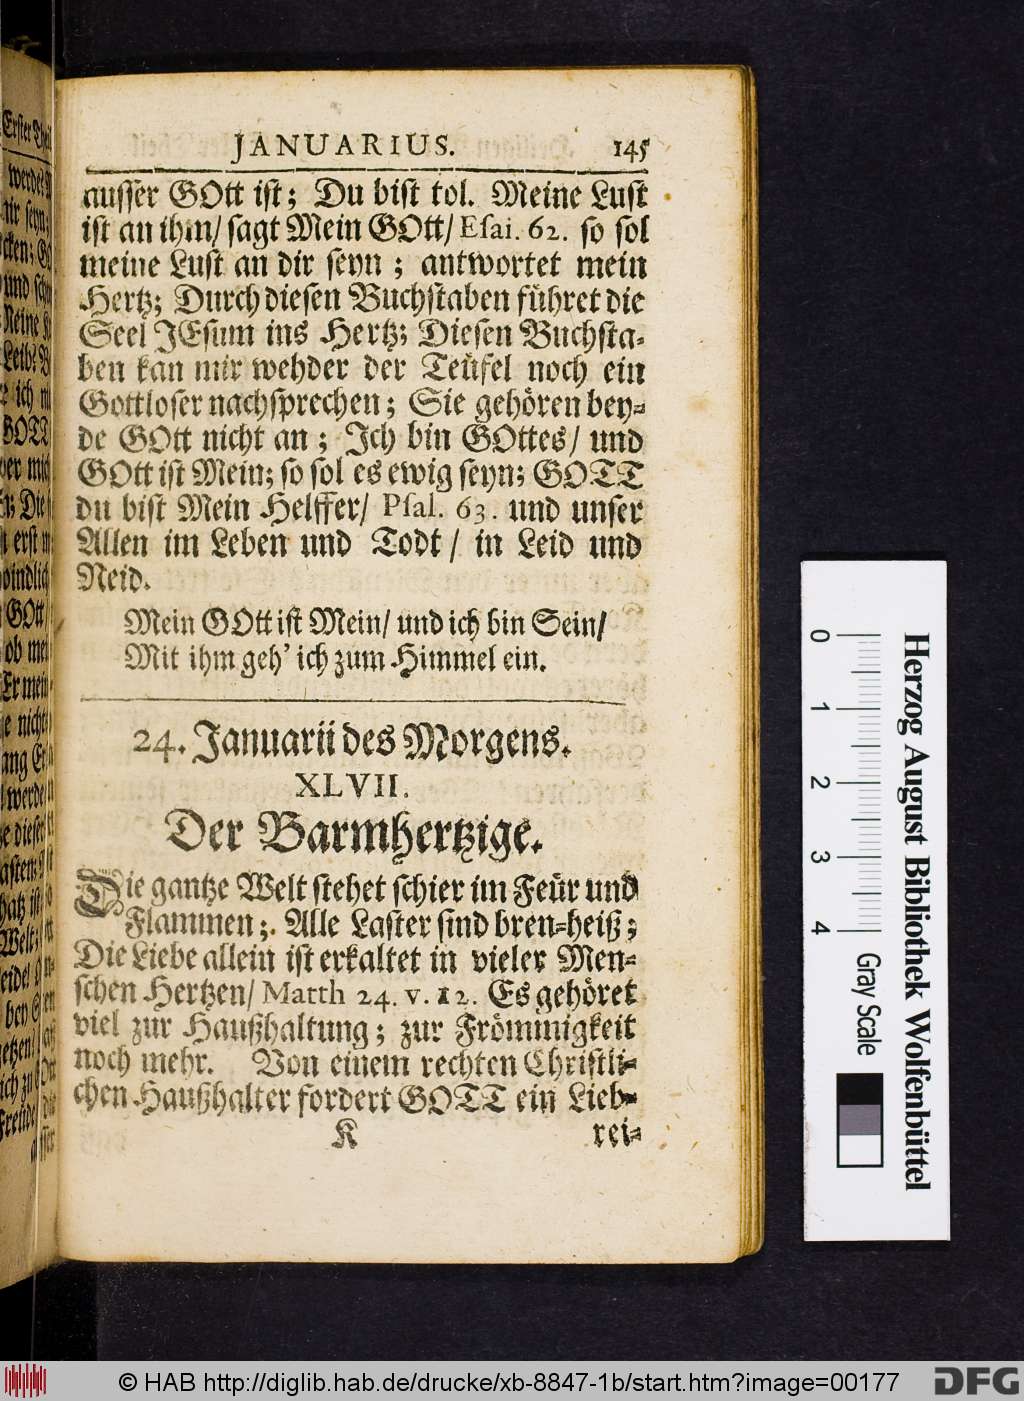 JANUARIUS. 145
ausser GOtt ist; Du bist tol. Meine Lust
ist an ihm/ sagt Mein GOtt/ Esai. 62. so sol
meine Lust an dir seyn; antwortet mein
Hertz; Durch diesen Buchstaben führet die
Seel JEsum ins Hertz; Diesen Buchsta-
ben kan mir wehder der Teüfel noch ein
Gottloser nachsprechen; Sie gehören bey-
de GOtt nicht an; Ich bin GOttes/ und
GOtt ist Mein; so sol es ewig seyn; GOTT
du bist Mein Helffer/ Psal. 63. und unser
Allen im Leben und Todt/ in Leid und
Neid.
Mein GOtt ist Mein/ und ich bin Sein/
Mit ihm geh' ich zum Himmel ein.
24. Januarii des Morgens.
XLVII.
Der Barmhertzige.
Die gantze Welt stehet schier im Feür und
Flammen; Alle Laster sind bren-heiß;
Die Liebe allein ist erkaltet in vieler Men-
schen Hertzen/ Matth 24. v. 12. Es gehöret
viel zur Haußhaltung; zur Frömmigkeit
noch mehr. Von einem rechten Christli-
chen Haußhalter fordert GOTT ein Lieb-
K rei-
Erster Theil
0 1 2 3 4
Gray Scale
Herzog August Bibliothek Wolfenbüttel
© HAB http://diglib.hab.de/drucke/xb-8847-1b/start.htm?image=00177
DFG